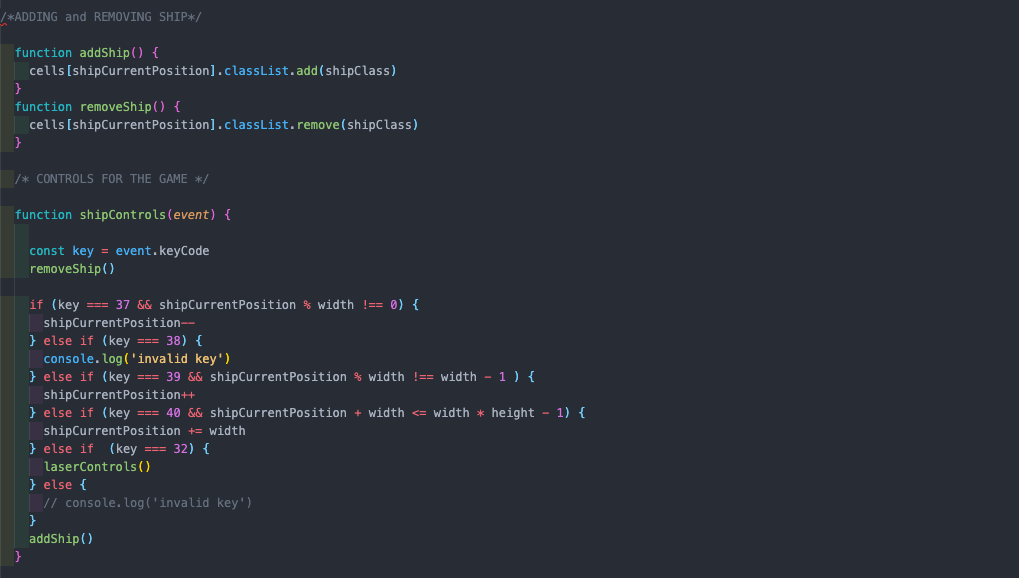 /*ADDING and REMOVING SHIP*/
function addShip() {
cells[shipCurrentPosition].classList.add(shipClass)
}
function removeShip() {
cells[shipCurrentPosition].classList.remove(shipClass)
}
/* CONTROLS FOR THE GAME */
function shipControls(event) {
const key = event.keyCode
removeShip()
if (key === 37 && shipCurrentPosition % width !== 0) {
shipCurrentPosition--
} else if (key === 38) {
console.log('invalid key')
} else if (key === 39 && shipCurrentPosition % width !== width - 1 ) {
shipCurrentPosition++
} else if (key === 40 && shipCurrentPosition + width <= width * height - 1) {
shipCurrentPosition += width
} else if  (key === 32) {
laserControls()
} else {
// console.log('invalid key')
}
addShip()
}